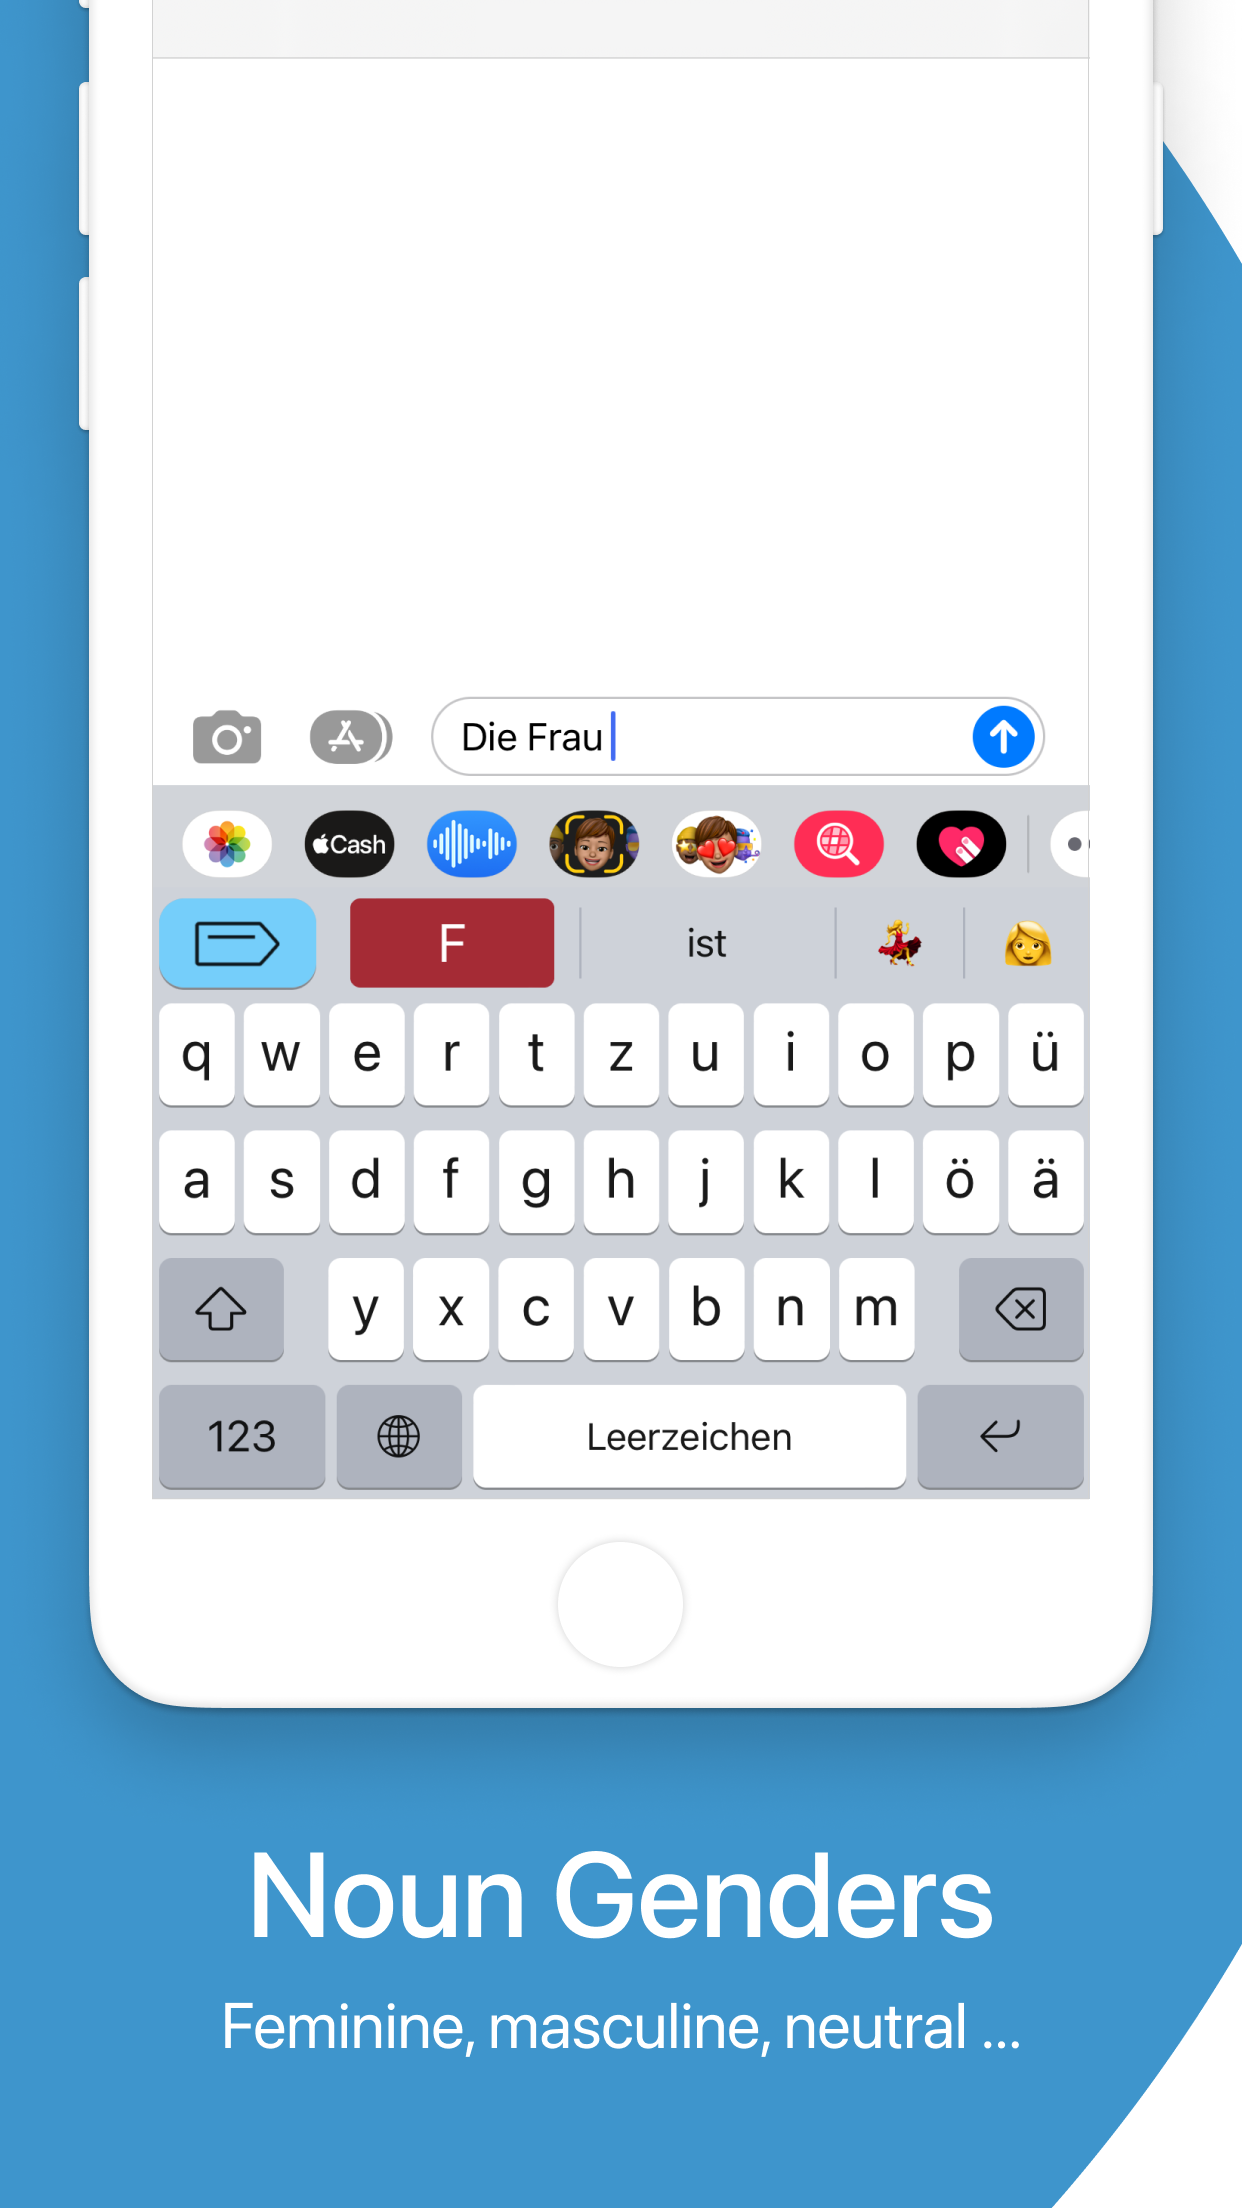 Die Frau
Cash
F ist
q w e r t z u i o p ü
a s d f g h j k l ö ä
y x c v b n m
123 Leerzeichen
Noun Genders
Feminine, masculine, neutral ...